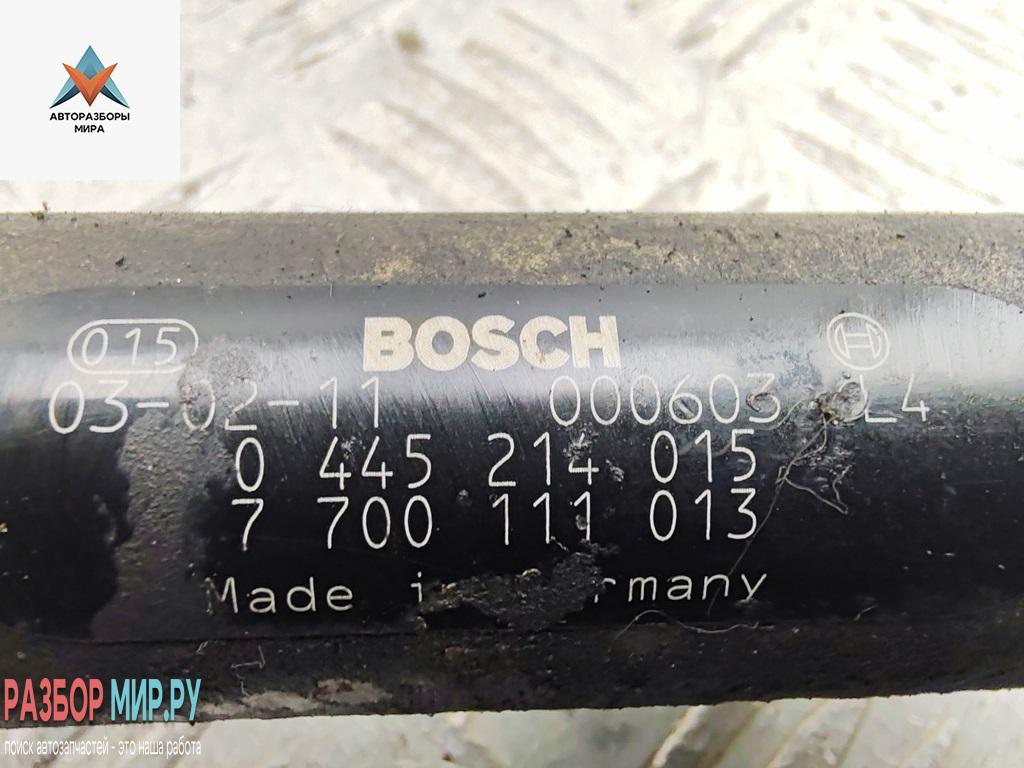 АВТОРАЗБОРЫ
МИРА
015
BOSCH
03-02-11 000603 L4
0 445 214 015
7 700 111 013
Made
РАЗБОР МИР.РУ
поиск автозапчастей - это наша работа